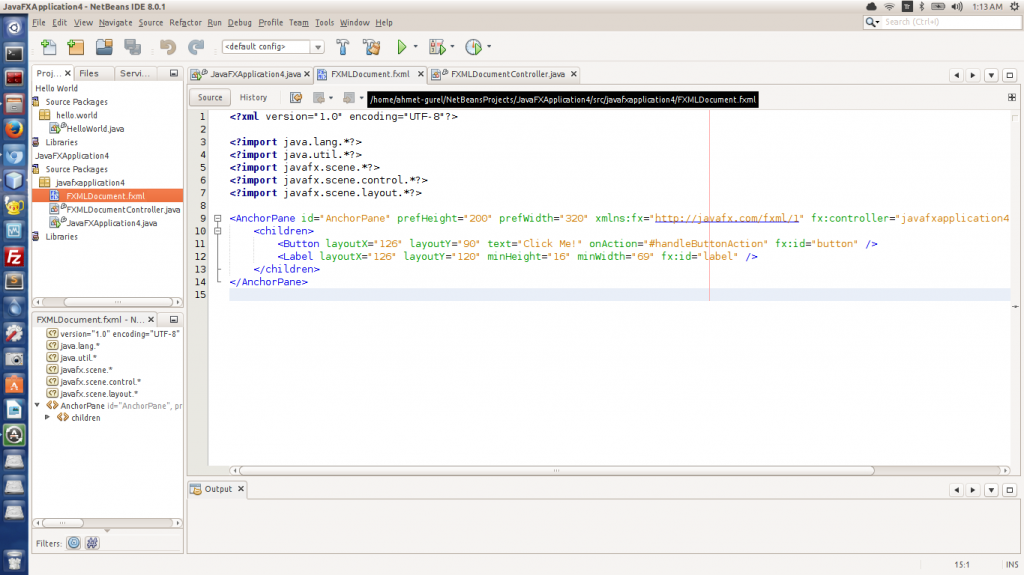 JavaFXApplication4 - NetBeans IDE 8.0.1
1:13 AM
File Edit View Navigate Source Refactor Run Debug Profile Team Tools Window Help
Search (Ctrl+I)
<default config>
Proj... Files Servi...
Hello World
Source Packages
hello.world
HelloWorld.java
Libraries
JavaFXApplication4
Source Packages
javafxapplication4
FXMLDocument.fxml
FXMLDocumentController.java
JavaFXApplication4.java
Libraries
FXMLDocument.fxml - N...
version="1.0" encoding="UTF-8"
java.lang.*
java.util.*
javafx.scene.*
javafx.scene.control.*
javafx.scene.layout.*
AnchorPane id="AnchorPane", pr
children
Filters:
JavaFXApplication4.java FXMLDocument.fxml FXMLDocumentController.java
Source History
/home/ahmet-gurel/NetBeansProjects/JavaFXApplication4/src/javafxapplication4/FXMLDocument.fxml
1 <?xml version="1.0" encoding="UTF-8"?>
2
3 <?import java.lang.*?>
4 <?import java.util.*?>
5 <?import javafx.scene.*?>
6 <?import javafx.scene.control.*?>
7 <?import javafx.scene.layout.*?>
8
9 <AnchorPane id="AnchorPane" prefHeight="200" prefWidth="320" xmlns:fx="http://javafx.com/fxml/1" fx:controller="javafxapplication4
10 <children>
11 <Button layoutX="126" layoutY="90" text="Click Me!" onAction="#handleButtonAction" fx:id="button" />
12 <Label layoutX="126" layoutY="120" minHeight="16" minWidth="69" fx:id="label" />
13 </children>
14 </AnchorPane>
15
Output
15:1 INS